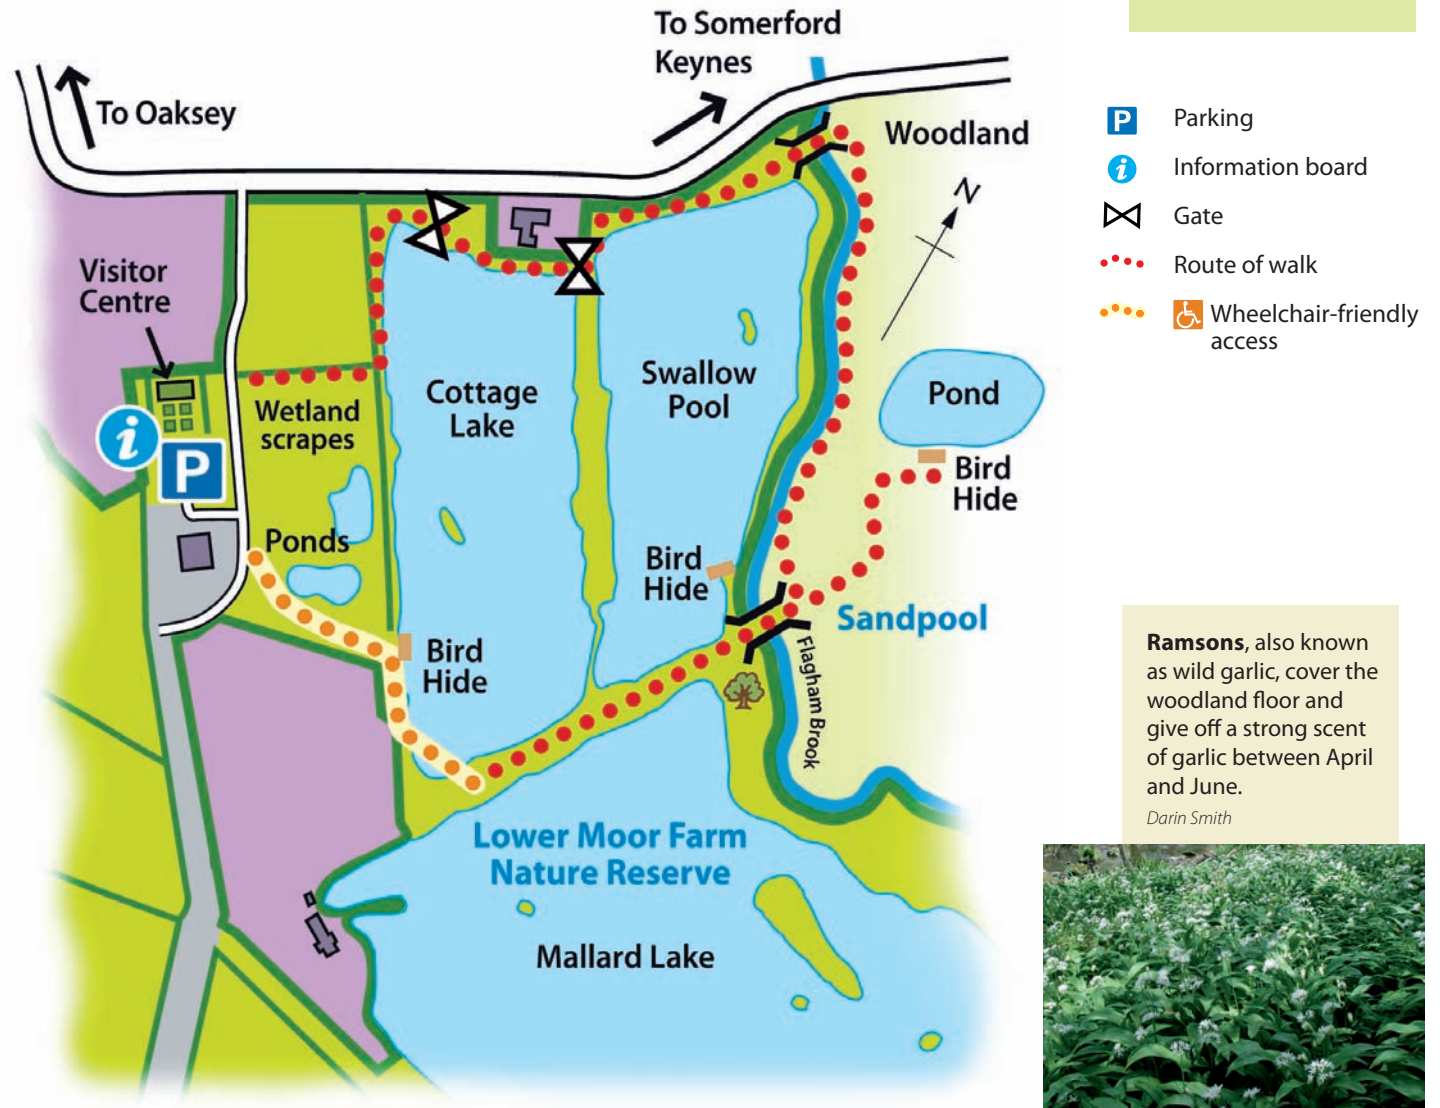 To Somerford
Keynes
To Oaksey
Woodland
N
Visitor
Centre
i
P
Wetland
scrapes
Cottage
Lake
Swallow
Pool
Pond
Bird
Hide
Ponds
Bird
Hide
Sandpool
Bird
Hide
Flagham Brook
Lower Moor Farm
Nature Reserve
Mallard Lake
P Parking
i Information board
Gate
Route of walk
Wheelchair-friendly
access
Ramsons, also known
as wild garlic, cover the
woodland floor and
give off a strong scent
of garlic between April
and June.
Darin Smith